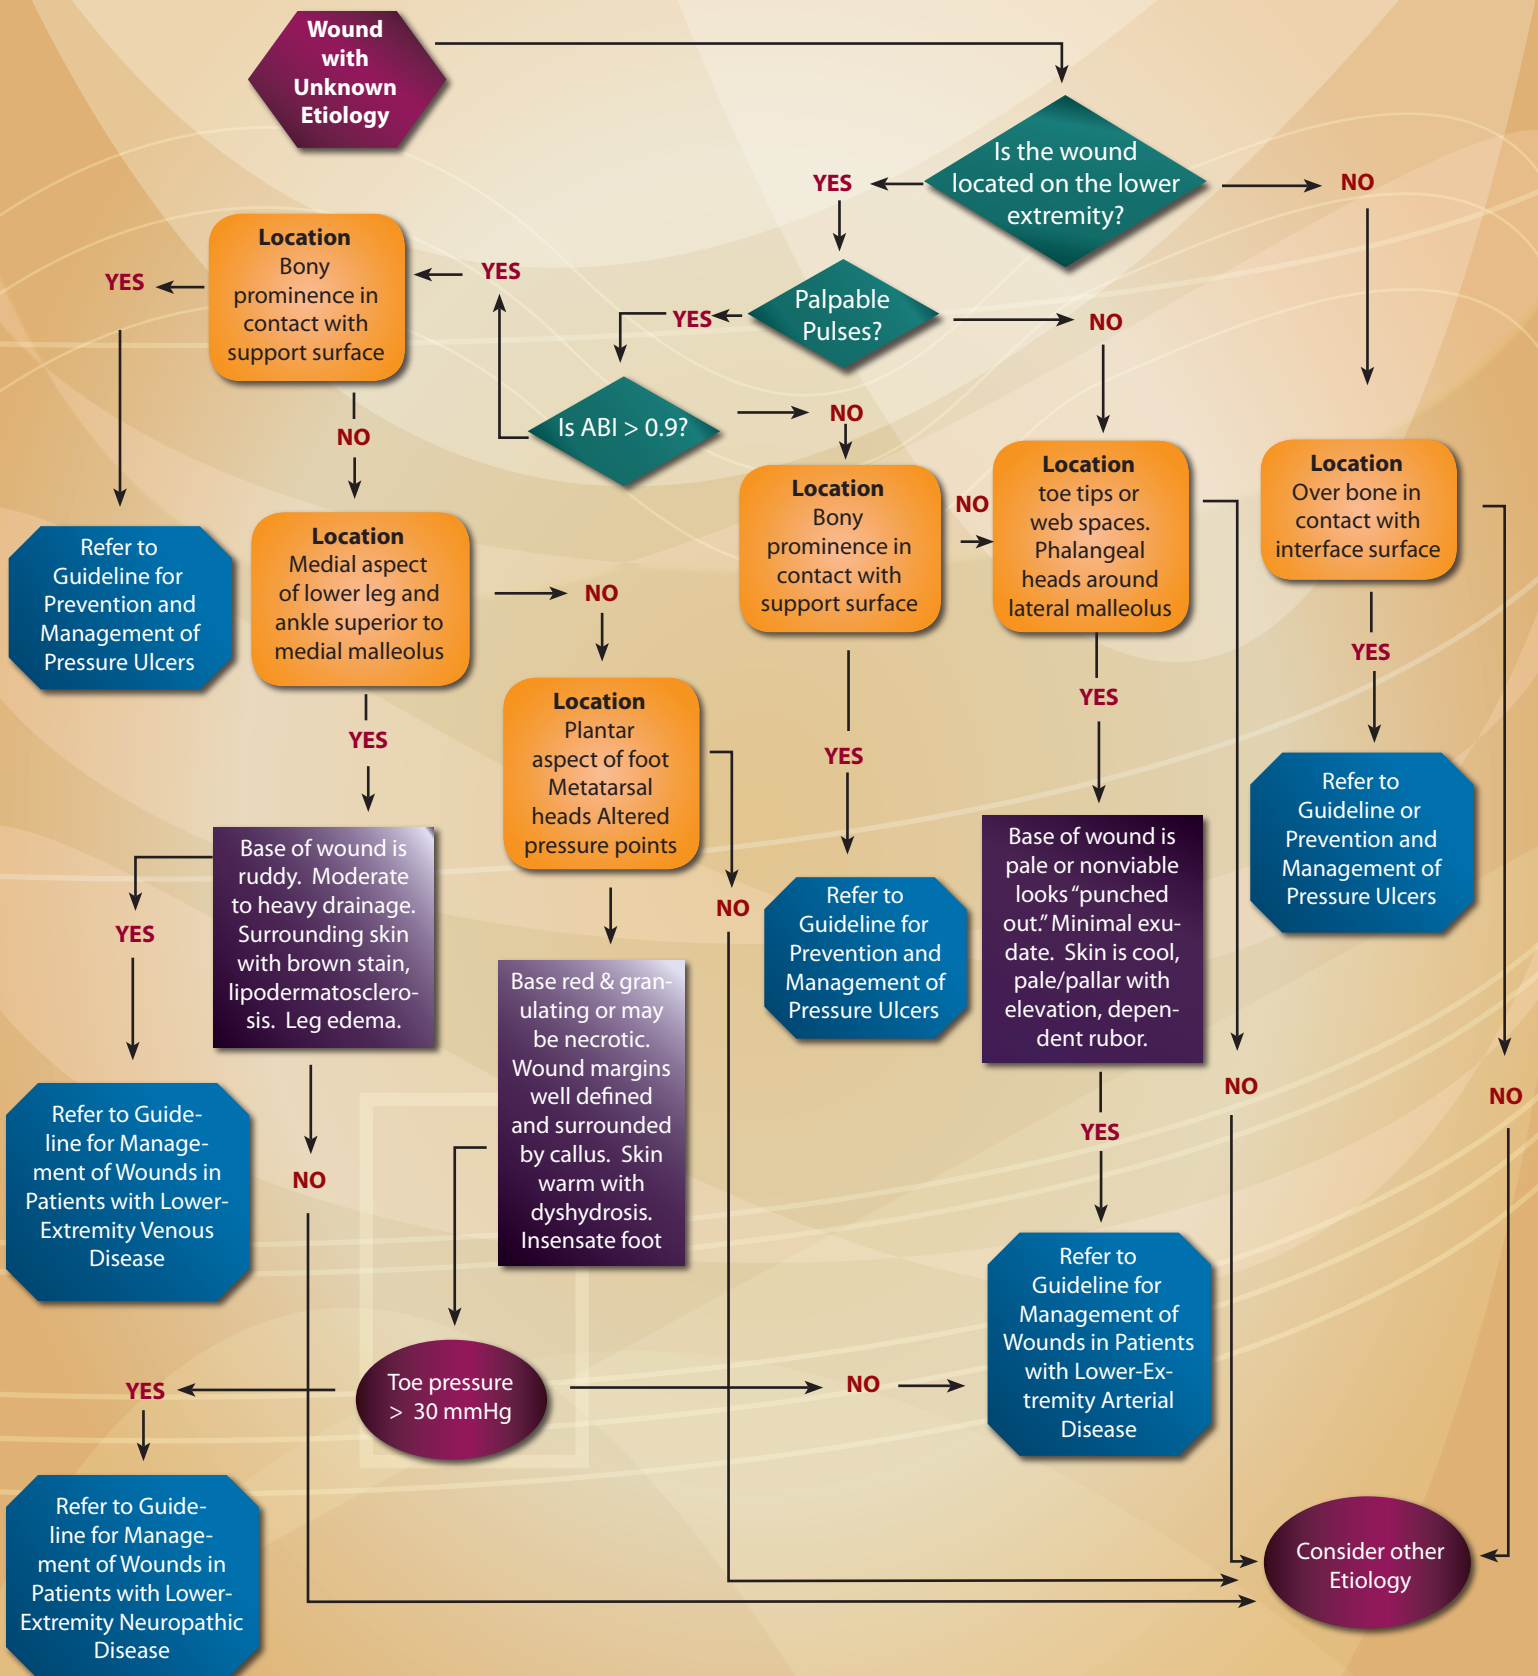 Wound
with
Unknown
Etiology
Is the wound
located on the lower
extremity?
YES
NO
Palpable
Pulses?
YES
NO
Is ABI > 0.9?
YES
NO
Location
Bony
prominence in
contact with
support surface
YES
NO
Refer to
Guideline for
Prevention and
Management of
Pressure Ulcers
Location
Medial aspect
of lower leg and
ankle superior to
medial malleolus
NO
YES
Location
Plantar
aspect of foot
Metatarsal
heads Altered
pressure points
NO
Location
Bony
prominence in
contact with
support surface
NO
YES
Refer to
Guideline for
Prevention and
Management of
Pressure Ulcers
Location
toe tips or
web spaces.
Phalangeal
heads around
lateral malleolus
YES
NO
Location
Over bone in
contact with
interface surface
YES
NO
Refer to
Guideline or
Prevention and
Management of
Pressure Ulcers
Base of wound is
ruddy. Moderate
to heavy drainage.
Surrounding skin
with brown stain,
lipodermatosclero-
sis. Leg edema.
YES
NO
Refer to Guide-
line for Manage-
ment of Wounds in
Patients with Lower-
Extremity Venous
Disease
Base red & gran-
ulating or may
be necrotic.
Wound margins
well defined
and surrounded
by callus. Skin
warm with
dyshydrosis.
Insensate foot
Base of wound is
pale or nonviable
looks “punched
out.” Minimal exu-
date. Skin is cool,
pale/pallar with
elevation, depen-
dent rubor.
YES
Refer to
Guideline for
Management of
Wounds in Patients
with Lower-Ex-
tremity Arterial
Disease
Toe pressure
> 30 mmHg
YES
NO
Refer to Guide-
line for Manage-
ment of Wounds in
Patients with Lower-
Extremity Neuropathic
Disease
Consider other
Etiology